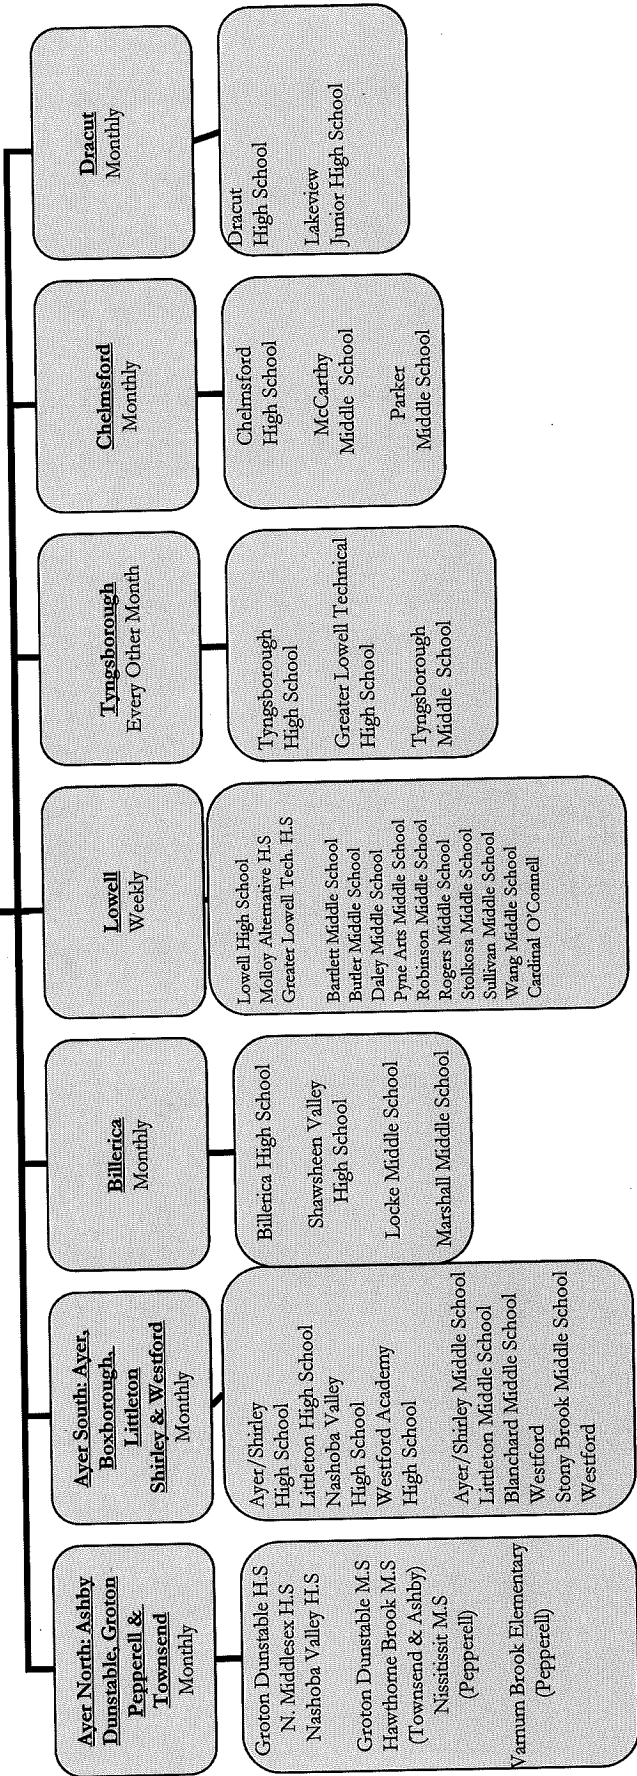 Ayer North: Ashby
Dunstable, Groton
Pepperell &
Townsend
Monthly
Groton Dunstable H.S
N. Middlesex H.S
Nashoba Valley H.S
Groton Dunstable M.S
Hawthorne Brook M.S
(Townsend & Ashby)
Nissitissit M.S
(Pepperell)
Varnum Brook Elementary
(Pepperell)
Ayer South: Ayer,
Boxborough,
Littleton
Shirley & Westford
Monthly
Ayer/Shirley
High School
Littleton High School
Nashoba Valley
High School
Westford Academy
High School
Ayer/Shirley Middle School
Littleton Middle School
Blanchard Middle School
Westford
Stony Brook Middle School
Westford
Billerica
Monthly
Billerica High School
Shawsheen Valley
High School
Locke Middle School
Marshall Middle School
Lowell
Weekly
Lowell High School
Molloy Alternative H.S
Greater Lowell Tech. H.S
Bartlett Middle School
Butler Middle School
Daley Middle School
Pyne Arts Middle School
Robinson Middle School
Rogers Middle School
Stolkosa Middle School
Sullivan Middle School
Wang Middle School
Cardinal O'Connell
Tyngsborough
Every Other Month
Tyngsborough
High School
Greater Lowell Technical
High School
Tyngsborough
Middle School
Chelmsford
Monthly
Chelmsford
High School
McCarthy
Middle School
Parker
Middle School
Dracut
Monthly
Dracut
High School
Lakeview
Junior High School